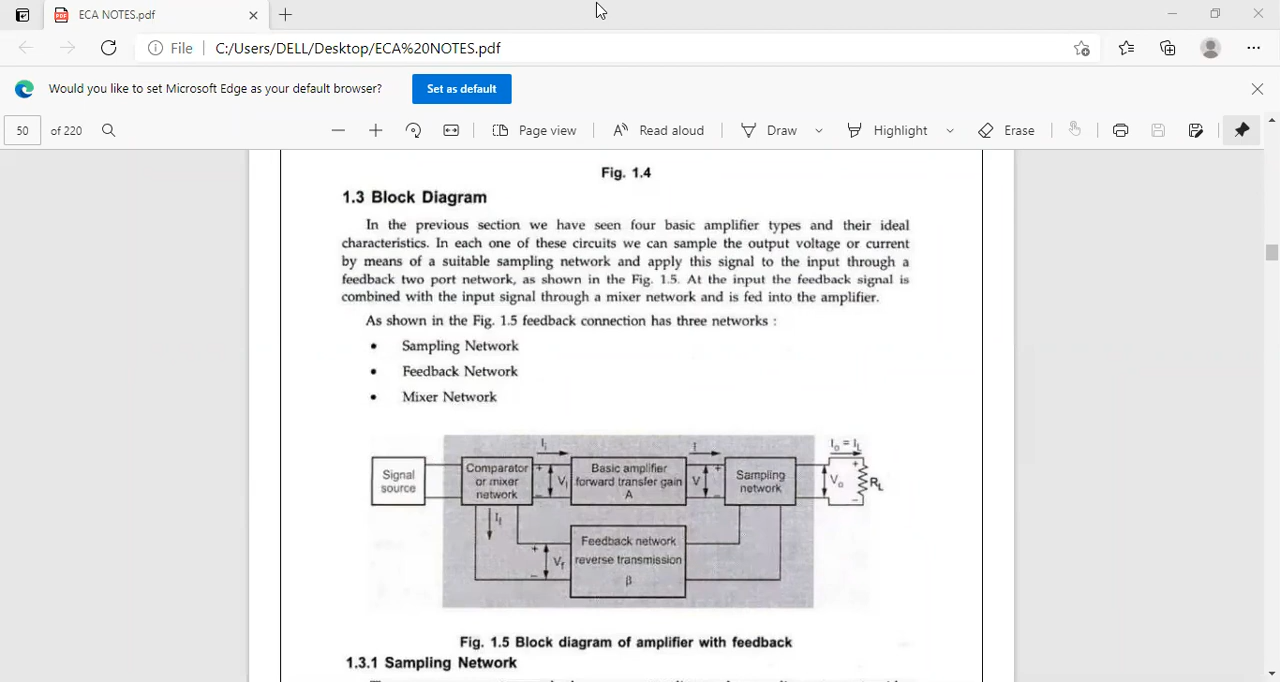 ECA NOTES.pdf
File
C:/Users/DELL/Desktop/ECA%20NOTES.pdf
Would you like to set Microsoft Edge as your default browser?
Set as default
50 of 220
Page view
Read aloud
Draw
Highlight
Erase
Fig. 1.4
1.3 Block Diagram
In the previous section we have seen four basic amplifier types and their ideal
characteristics. In each one of these circuits we can sample the output voltage or current
by means of a suitable sampling network and apply this signal to the input through a
feedback two port network, as shown in the Fig. 1.5. At the input the feedback signal is
combined with the input signal through a mixer network and is fed into the amplifier.
As shown in the Fig. 1.5 feedback connection has three networks :
• Sampling Network
• Feedback Network
• Mixer Network
Signal
source
Comparator
or mixer
network
Ii
+
Vi
−
Basic amplifier
forward transfer gain
A
I
V
+
−
Sampling
network
Io = IL
Vo
+
−
RL
If
+
Vf
−
Feedback network
reverse transmission
β
Fig. 1.5 Block diagram of amplifier with feedback
1.3.1 Sampling Network